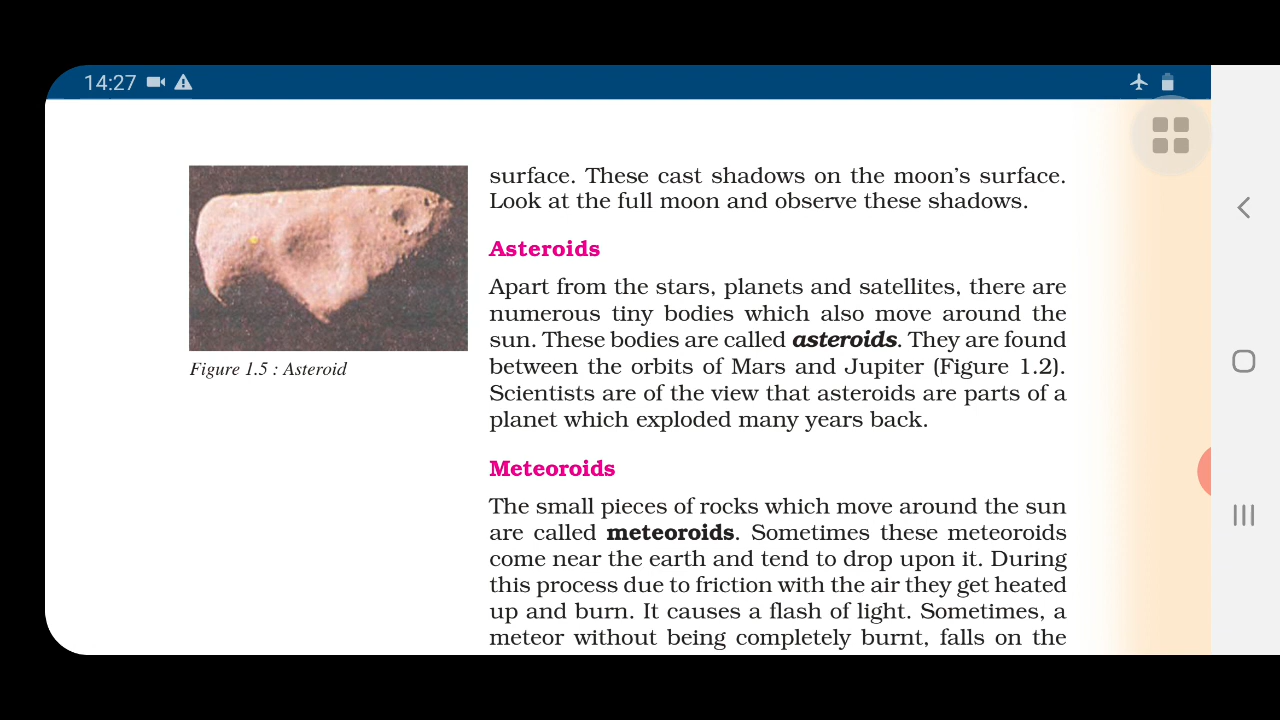 14:27
surface. These cast shadows on the moon's surface.
Look at the full moon and observe these shadows.
Asteroids
Apart from the stars, planets and satellites, there are
numerous tiny bodies which also move around the
sun. These bodies are called asteroids. They are found
between the orbits of Mars and Jupiter (Figure 1.2).
Scientists are of the view that asteroids are parts of a
planet which exploded many years back.
Figure 1.5 : Asteroid
Meteoroids
The small pieces of rocks which move around the sun
are called meteoroids. Sometimes these meteoroids
come near the earth and tend to drop upon it. During
this process due to friction with the air they get heated
up and burn. It causes a flash of light. Sometimes, a
meteor without being completely burnt, falls on the